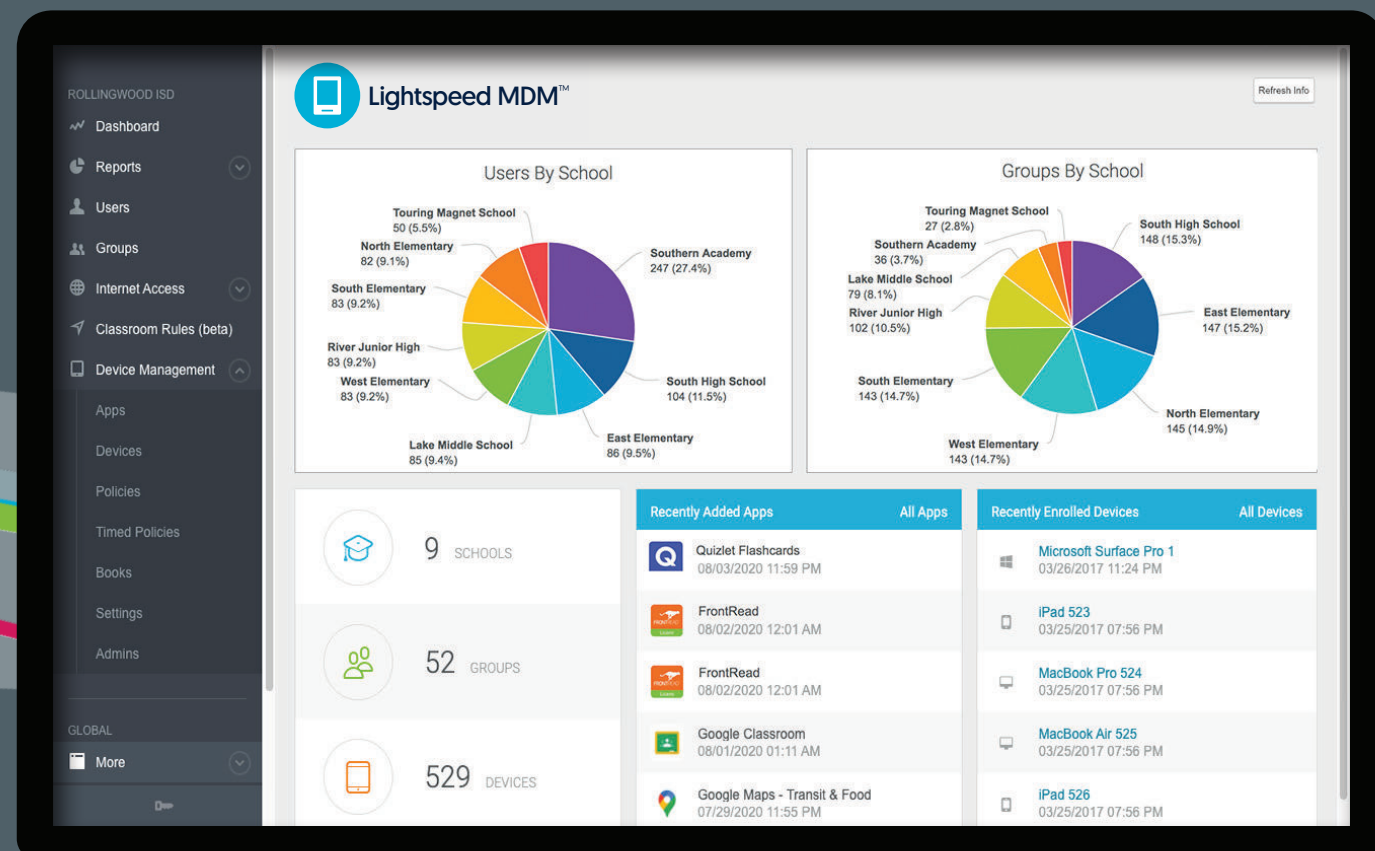 ROLLINGWOOD ISD
Dashboard
Reports
Users
Groups
Internet Access
Classroom Rules (beta)
Device Management
Apps
Devices
Policies
Timed Policies
Books
Settings
Admins
GLOBAL
More
Lightspeed MDM™
Refresh Info
Users By School
Touring Magnet School
50 (5.5%)
North Elementary
82 (9.1%)
South Elementary
83 (9.2%)
River Junior High
83 (9.2%)
West Elementary
83 (9.2%)
Lake Middle School
85 (9.4%)
East Elementary
86 (9.5%)
South High School
104 (11.5%)
Southern Academy
247 (27.4%)
Groups By School
Touring Magnet School
27 (2.8%)
Southern Academy
36 (3.7%)
Lake Middle School
79 (8.1%)
River Junior High
102 (10.5%)
South Elementary
143 (14.7%)
West Elementary
143 (14.7%)
North Elementary
145 (14.9%)
East Elementary
147 (15.2%)
South High School
148 (15.3%)
9 SCHOOLS
52 GROUPS
529 DEVICES
Recently Added Apps All Apps
Quizlet Flashcards
08/03/2020 11:59 PM
FrontRead
08/02/2020 12:01 AM
FrontRead
08/02/2020 12:01 AM
Google Classroom
08/01/2020 01:11 AM
Google Maps - Transit & Food
07/29/2020 11:55 PM
Recently Enrolled Devices All Devices
Microsoft Surface Pro 1
03/26/2017 11:24 PM
iPad 523
03/25/2017 07:56 PM
MacBook Pro 524
03/25/2017 07:56 PM
MacBook Air 525
03/25/2017 07:56 PM
iPad 526
03/25/2017 07:56 PM